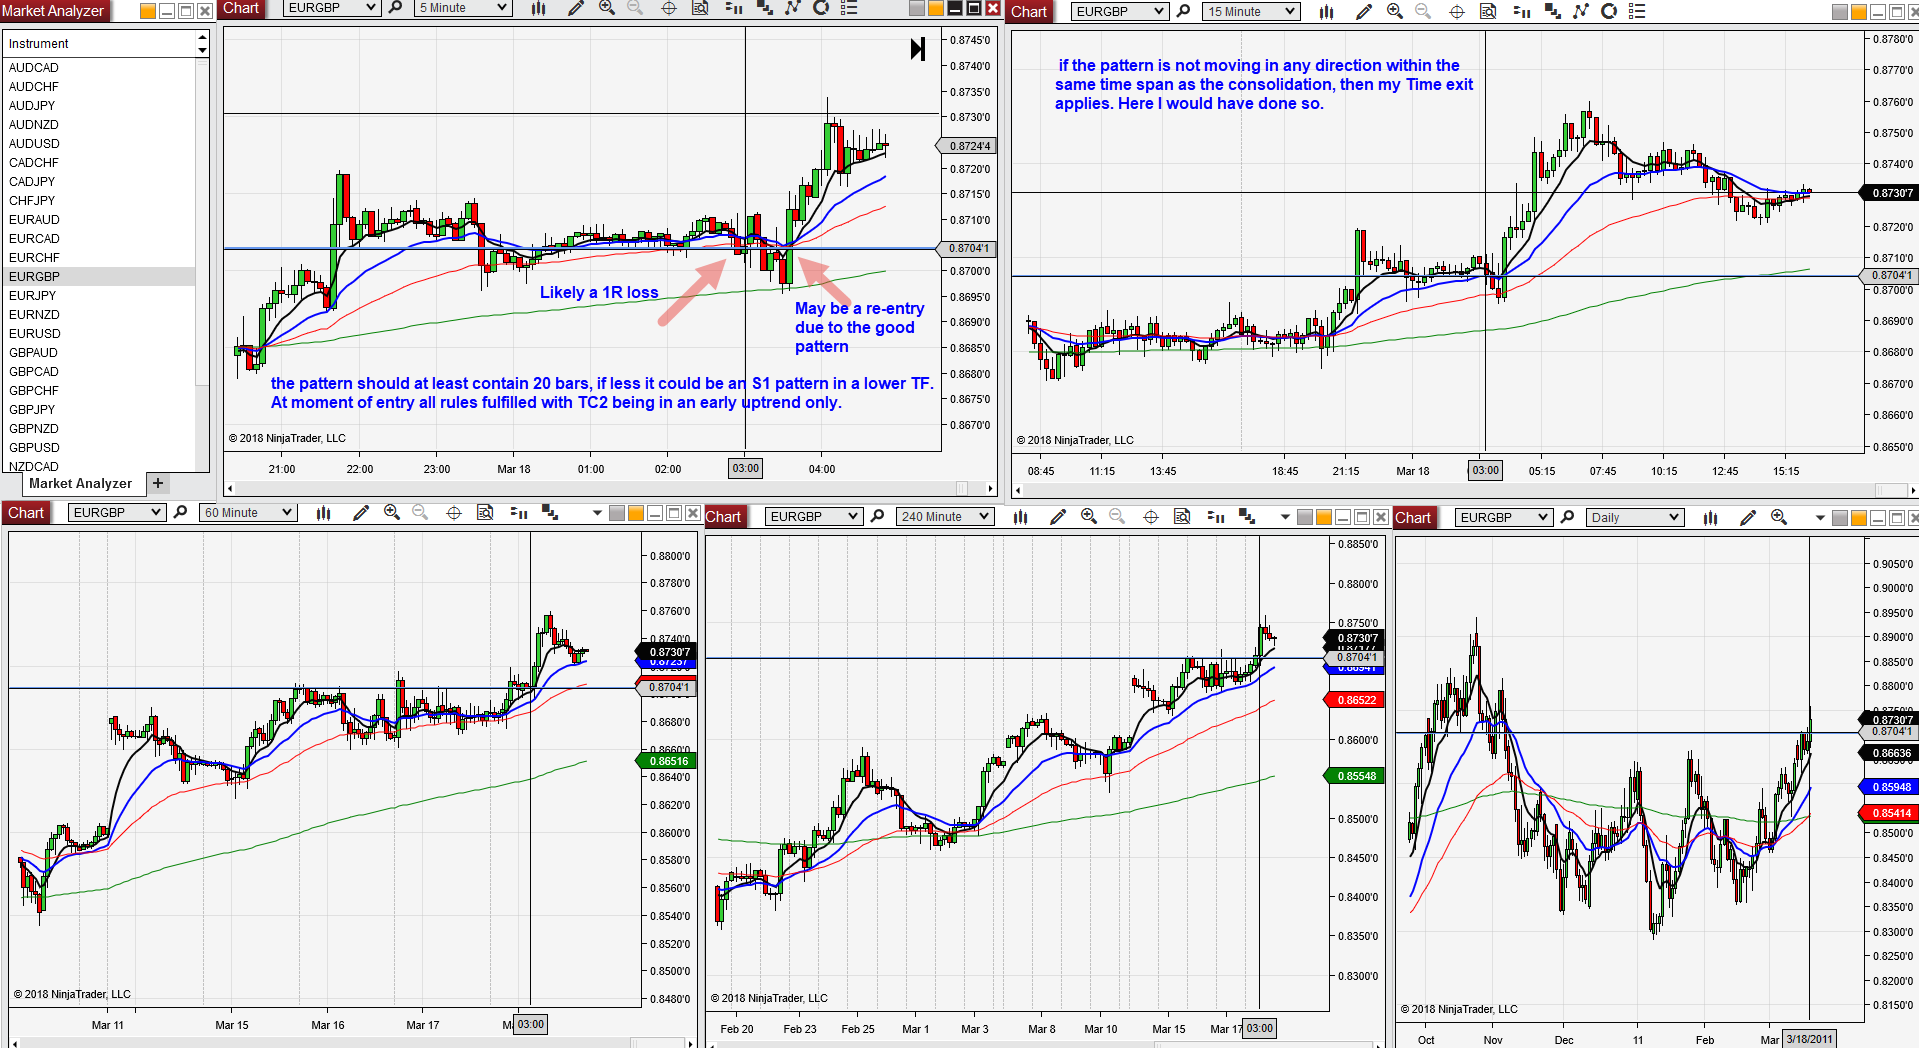 Market Analyzer
Instrument
AUDCAD
AUDCHF
AUDJPY
AUDNZD
AUDUSD
CADCHF
CADJPY
CHFJPY
EURAUD
EURCAD
EURCHF
EURGBP
EURJPY
EURNZD
EURUSD
GBPAUD
GBPCAD
GBPCHF
GBPJPY
GBPNZD
GBPUSD
NZDCAD
Market Analyzer +
Chart EURGBP 5 Minute
0.8745'0
0.8740'0
0.8735'0
0.8730'0
0.8724'4
0.8720'0
0.8715'0
0.8710'0
0.8704'1
0.8700'0
0.8695'0
0.8690'0
0.8685'0
0.8680'0
0.8675'0
0.8670'0
Likely a 1R loss
May be a re-entry
due to the good
pattern
the pattern should at least contain 20 bars, if less it could be an S1 pattern in a lower TF.
At moment of entry all rules fulfilled with TC2 being in an early uptrend only.
© 2018 NinjaTrader, LLC
21:00 22:00 23:00 Mar 18 01:00 02:00 03:00 04:00
Chart EURGBP 15 Minute
if the pattern is not moving in any direction within the
same time span as the consolidation, then my Time exit
applies. Here I would have done so.
0.8780'0
0.8770'0
0.8760'0
0.8750'0
0.8740'0
0.8730'7
0.8720'0
0.8710'0
0.8704'1
0.8700'0
0.8690'0
0.8680'0
0.8670'0
0.8660'0
0.8650'0
© 2018 NinjaTrader, LLC
08:45 11:15 13:45 18:45 21:15 Mar 18 03:00 05:15 07:45 10:15 12:45 15:15
Chart EURGBP 60 Minute
0.8800'0
0.8780'0
0.8760'0
0.8740'0
0.8730'7
0.8704'1
0.8680'0
0.8660'0
0.86516
0.8640'0
0.8620'0
0.8600'0
0.8580'0
0.8560'0
0.8540'0
0.8520'0
0.8500'0
0.8480'0
© 2018 NinjaTrader, LLC
Mar 11 Mar 15 Mar 16 Mar 17 03:00
Chart EURGBP 240 Minute
0.8850'0
0.8800'0
0.8750'0
0.8730'7
0.8704'1
0.86522
0.8600'0
0.85548
0.8500'0
0.8450'0
0.8400'0
0.8350'0
0.8300'0
© 2018 NinjaTrader, LLC
Feb 20 Feb 23 Feb 25 Mar 1 Mar 3 Mar 8 Mar 10 Mar 15 Mar 17 03:00
Chart EURGBP Daily
0.9050'0
0.9000'0
0.8950'0
0.8900'0
0.8850'0
0.8800'0
0.8730'7
0.8704'1
0.86636
0.85948
0.85414
0.8500'0
0.8450'0
0.8400'0
0.8350'0
0.8300'0
0.8250'0
0.8200'0
0.8150'0
© 2018 NinjaTrader, LLC
Oct Nov Dec 11 Feb Mar 3/18/2011